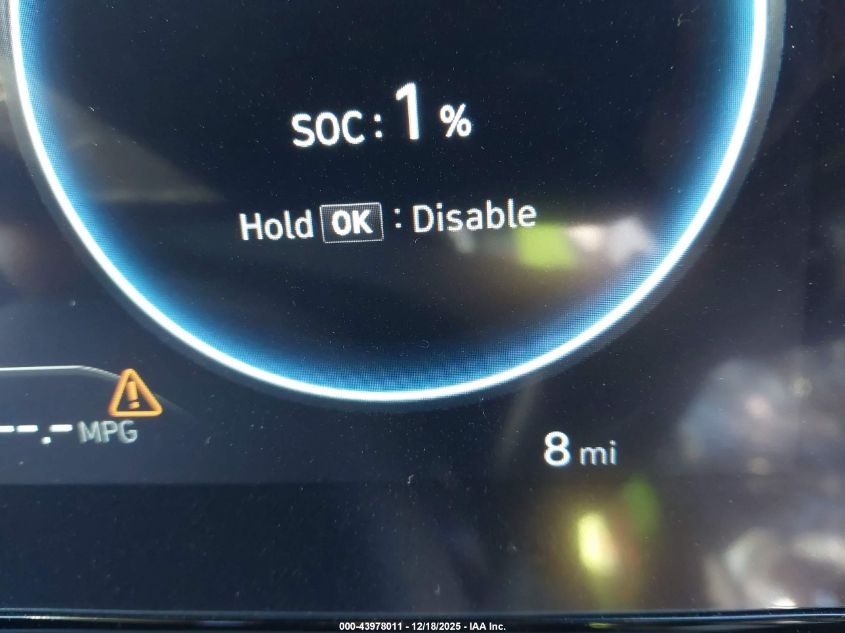 SOC: 1 %
Hold OK : Disable
--.- MPG
8 mi
000-43978011 - 12/18/2025 - IAA Inc.